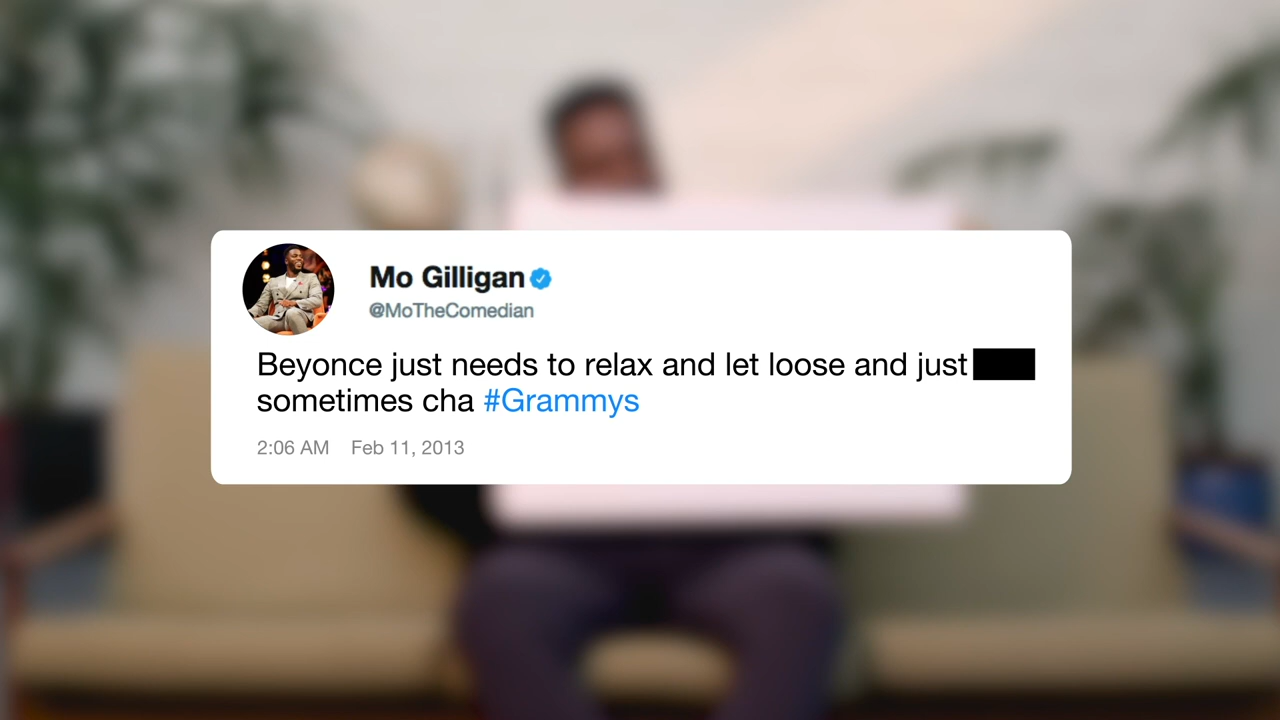 Mo Gilligan
@MoTheComedian
Beyonce just needs to relax and let loose and just
sometimes cha #Grammys
2:06 AM Feb 11, 2013